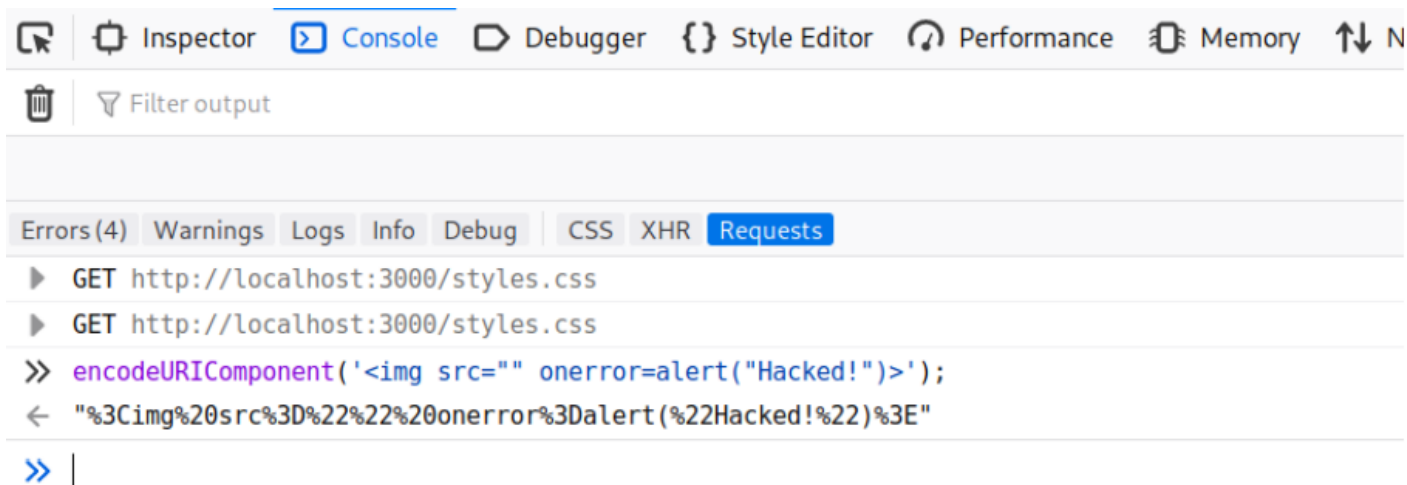 Inspector Console Debugger {} Style Editor Performance Memory N
Filter output
Errors (4) Warnings Logs Info Debug CSS XHR Requests
GET http://localhost:3000/styles.css
GET http://localhost:3000/styles.css
>> encodeURIComponent('<img src="" onerror=alert("Hacked!")>');
← "%3Cimg%20src%3D%22%22%20onerror%3Dalert(%22Hacked!%22)%3E"
>>